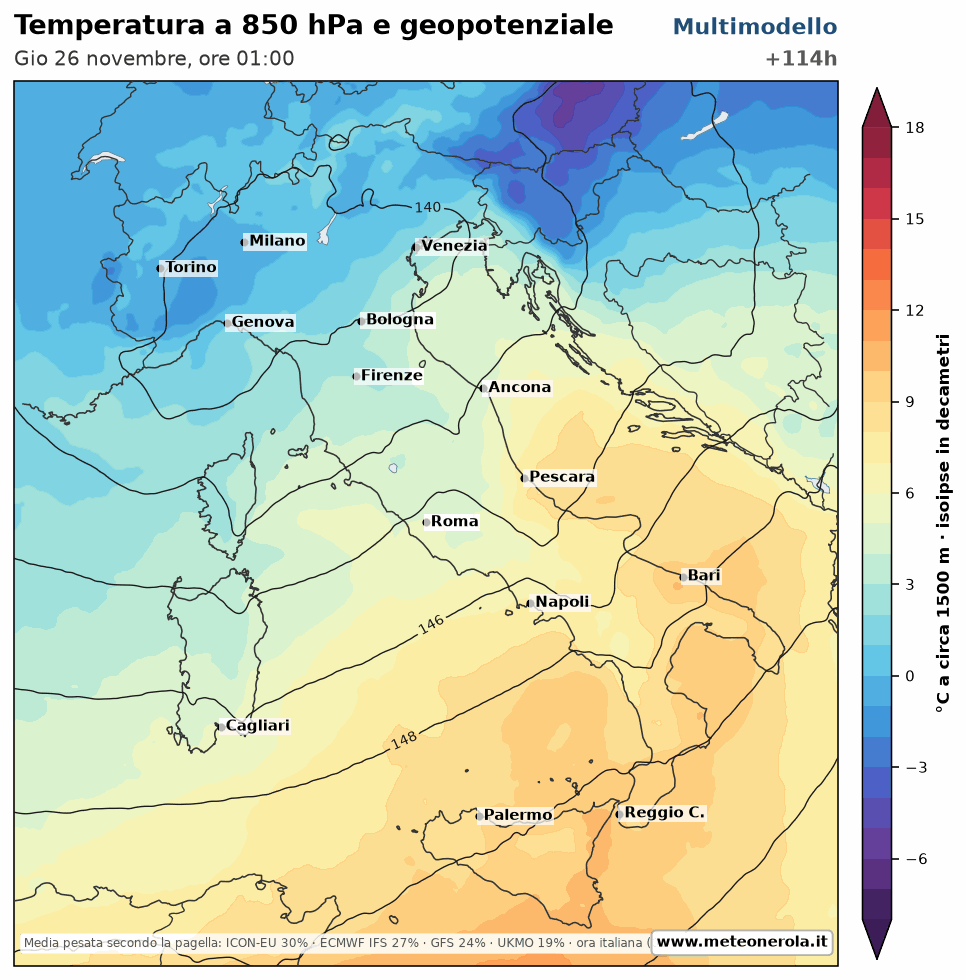 Temperatura a 850 hPa e geopotenziale
Multimodello
Gio 26 novembre, ore 01:00
+114h
140
Milano
Venezia
Torino
Genova
Bologna
Firenze
Ancona
Pescara
Roma
Bari
Napoli
146
Cagliari
148
Palermo
Reggio C.
18
15
12
9
6
3
0
−3
−6
°C a circa 1500 m · isoipse in decametri
Media pesata secondo la pagella: ICON-EU 30% · ECMWF IFS 27% · GFS 24% · UKMO 19% · ora italiana (
www.meteonerola.it